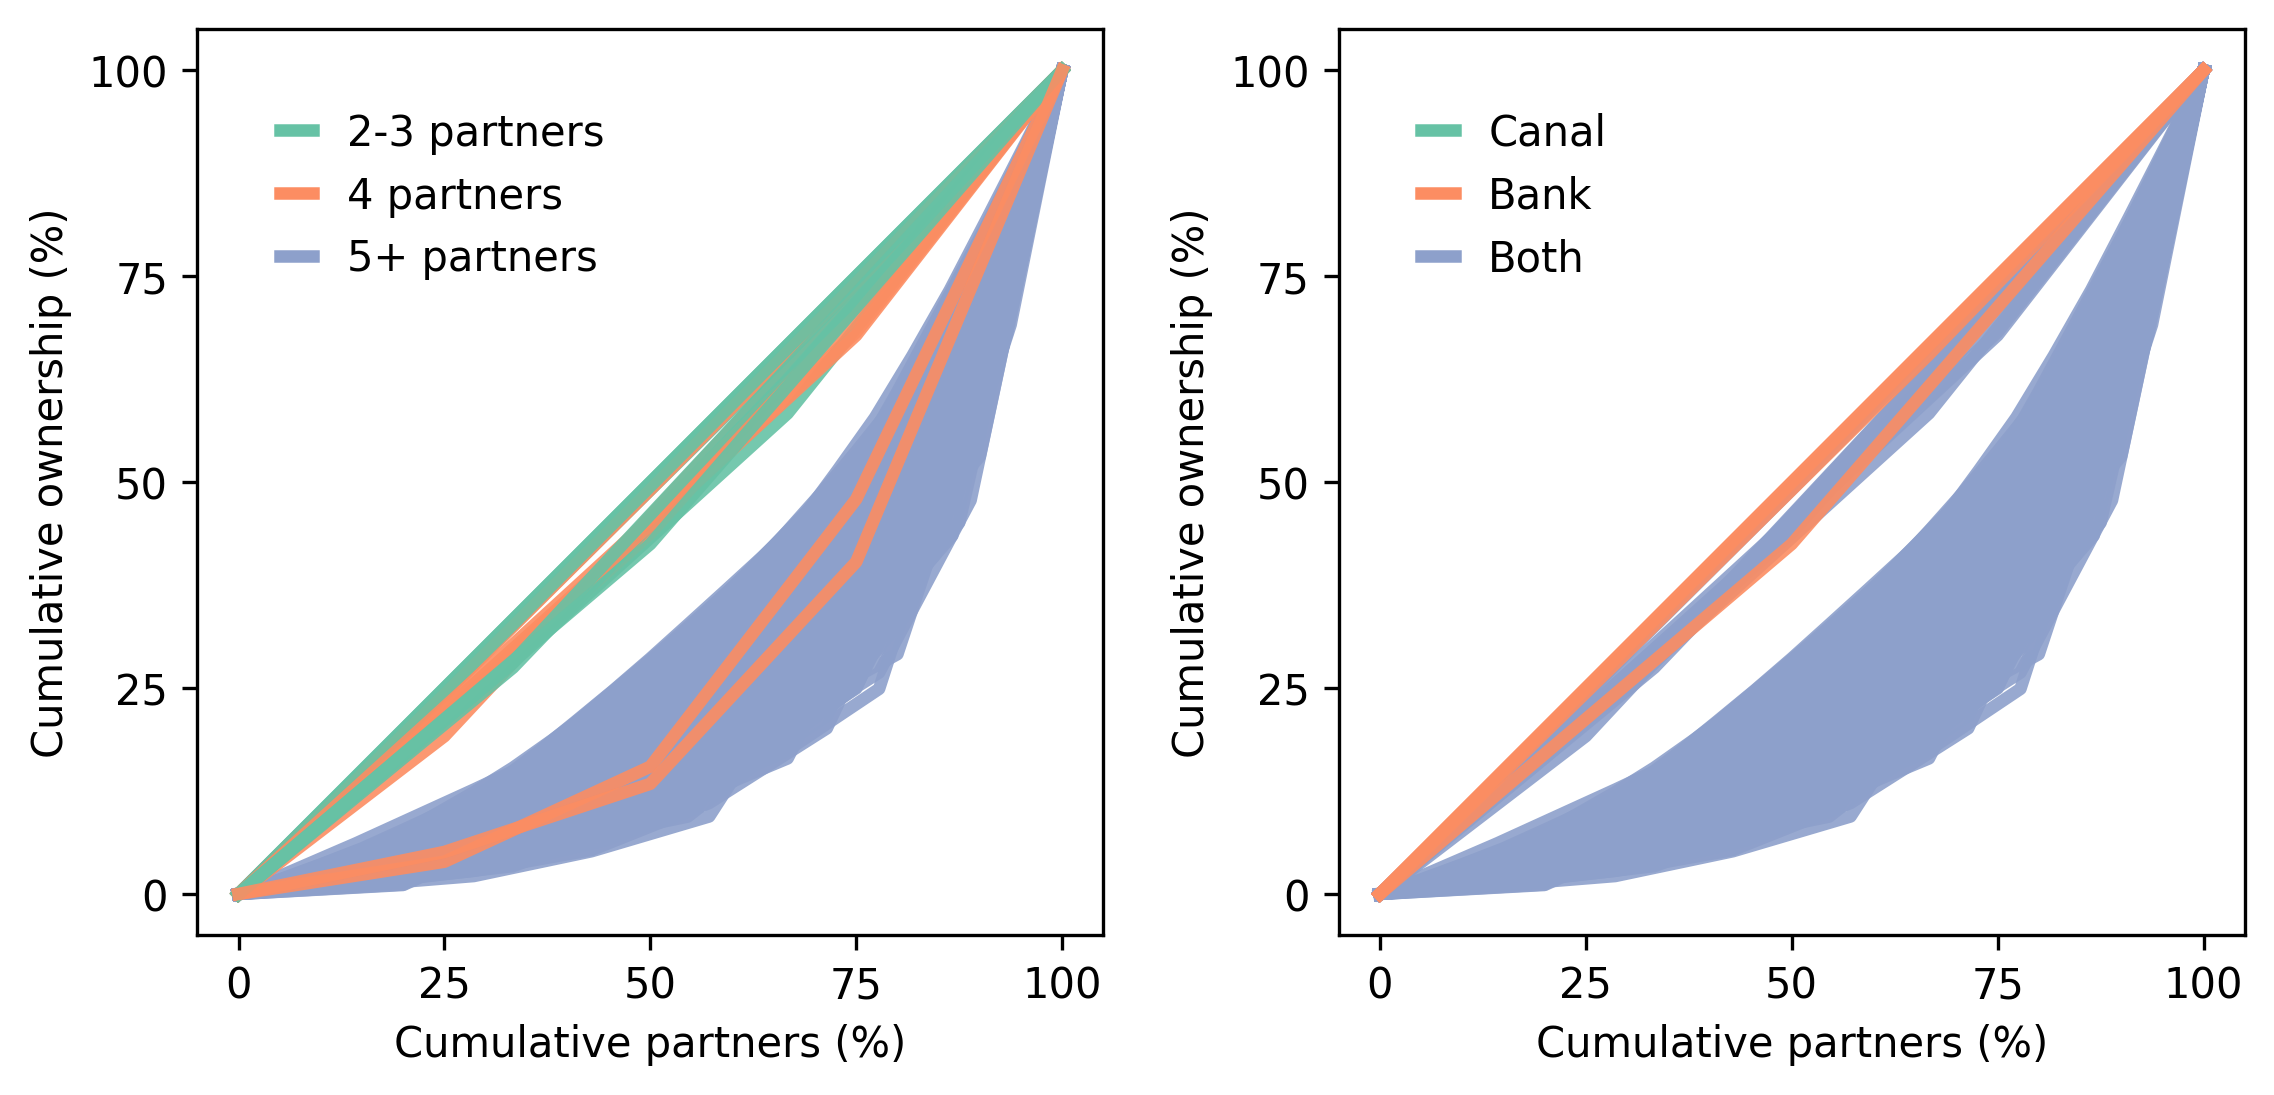 100
75
50
25
0
Cumulative ownership (%)
2-3 partners
4 partners
5+ partners
0 25 50 75 100
Cumulative partners (%)
100
75
50
25
0
Cumulative ownership (%)
Canal
Bank
Both
0 25 50 75 100
Cumulative partners (%)